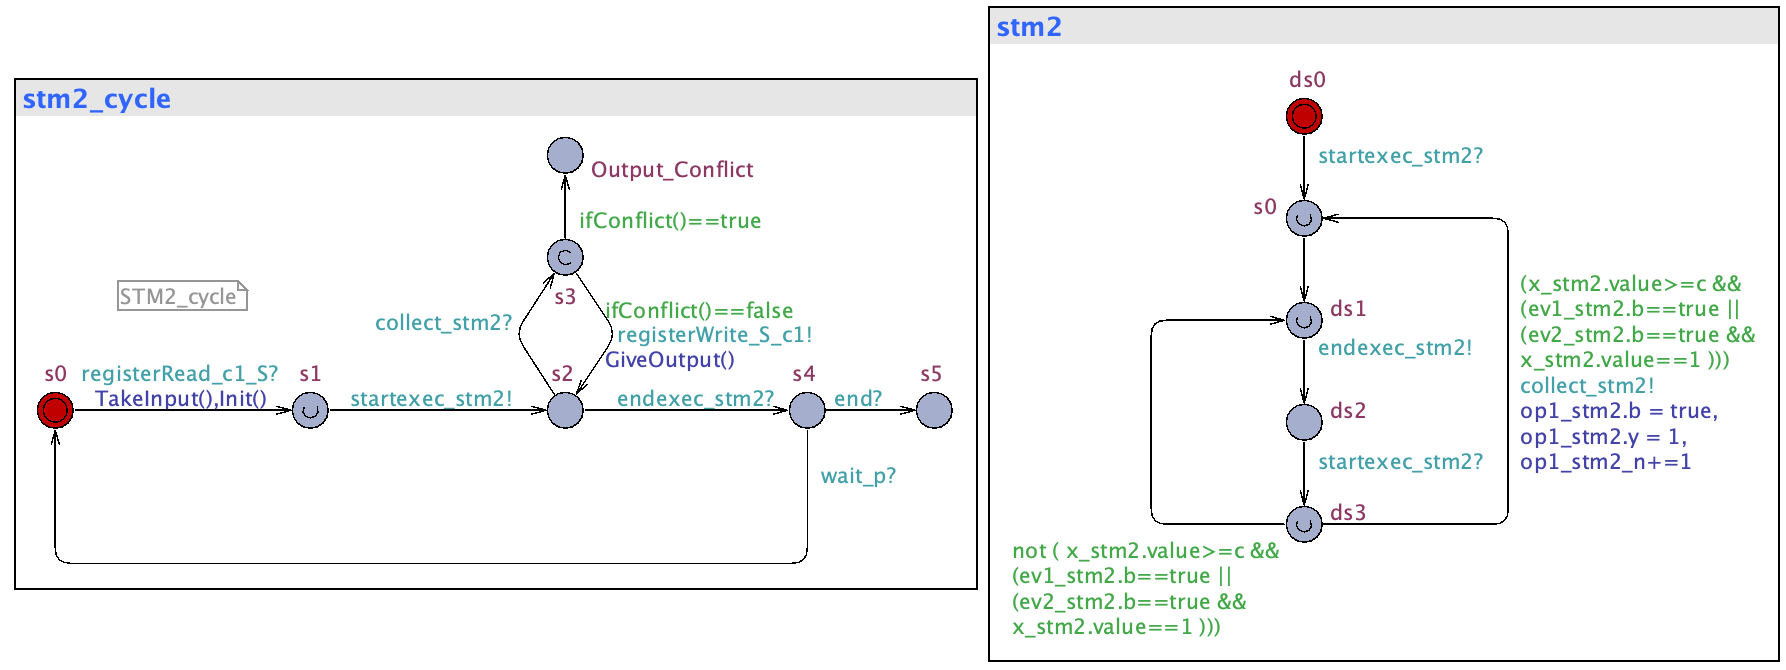 stm2_cycle
Output_Conflict
ifConflict()==true
C
s3
STM2_cycle
ifConflict()==false
collect_stm2?
registerWrite_S_c1!
GiveOutput()
s0
registerRead_c1_S?
s1
s2
s4
s5
TakeInput(),Init()
startexec_stm2!
endexec_stm2?
end?
wait_p?
stm2
ds0
startexec_stm2?
s0
ds1
endexec_stm2!
ds2
startexec_stm2?
ds3
(x_stm2.value>=c &&
(ev1_stm2.b==true ||
(ev2_stm2.b==true &&
x_stm2.value==1 )))
collect_stm2!
op1_stm2.b = true,
op1_stm2.y = 1,
op1_stm2_n+=1
not ( x_stm2.value>=c &&
(ev1_stm2.b==true ||
(ev2_stm2.b==true &&
x_stm2.value==1 )))